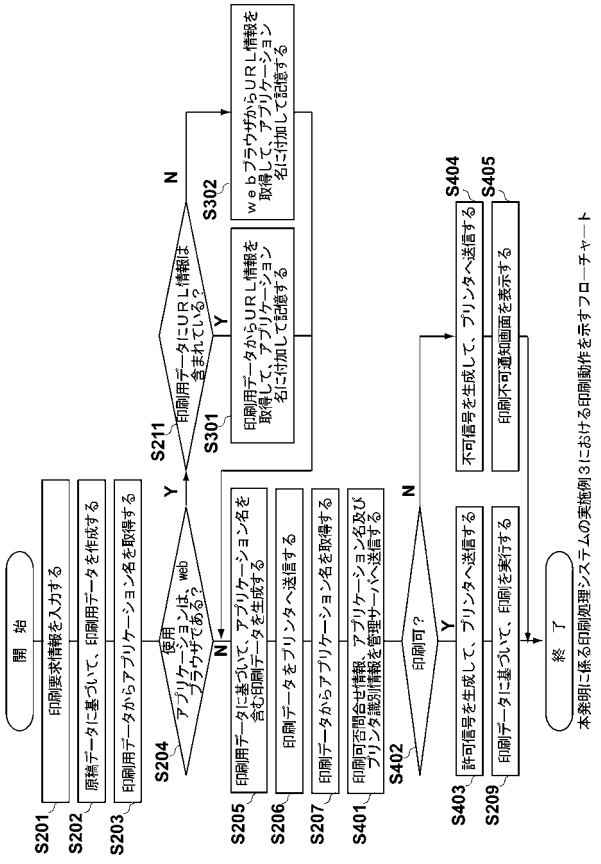 開 始
S201
印刷要求情報を入力する
S202
原稿データに基づいて、印刷用データを作成する
S203
印刷用データからアプリケーション名を取得する
S204
使用
アプリケーションは、web
ブラウザである?
Y
N
S211
印刷用データにURL情報は
含まれている?
Y
N
S301
印刷用データからURL情報を
取得して、アプリケーション
名に付加して記憶する
S302
webブラウザからURL情報を
取得して、アプリケーション
名に付加して記憶する
S205
印刷用データに基づいて、アプリケーション名を
含む印刷データを生成する
S206
印刷データをプリンタへ送信する
S207
印刷データからアプリケーション名を取得する
S401
印刷可否問合せ情報、アプリケーション名及び
プリンタ識別情報を管理サーバへ送信する
S402
印刷可?
Y
N
S403
許可信号を生成して、プリンタへ送信する
S209
印刷データに基づいて、印刷を実行する
S404
不可信号を生成して、プリンタへ送信する
S405
印刷不可通知画面を表示する
終 了
本発明に係る印刷処理システムの実施例3における印刷動作を示すフローチャート